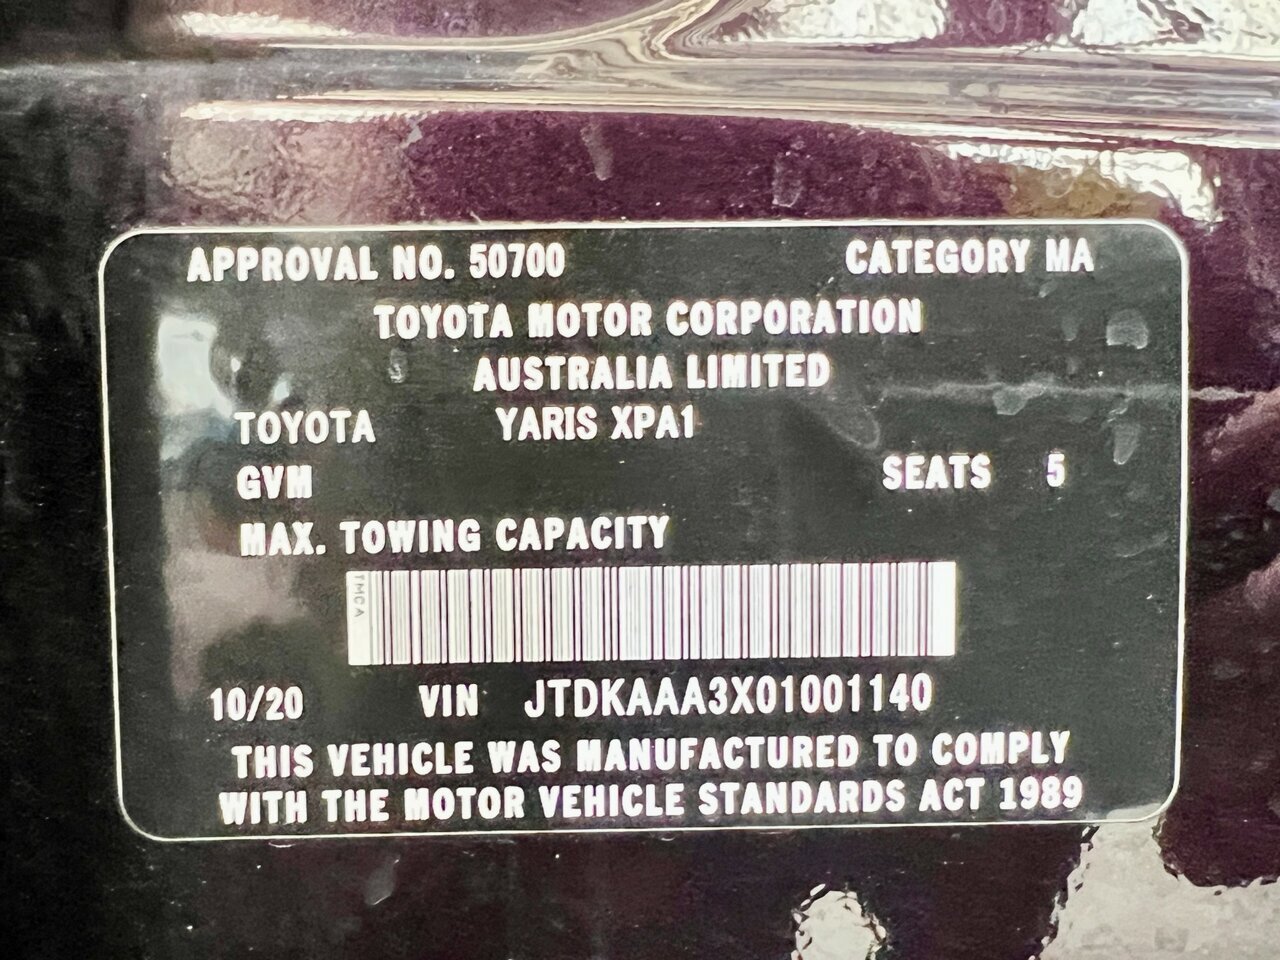 APPROVAL NO. 50700 CATEGORY MA
TOYOTA MOTOR CORPORATION
AUSTRALIA LIMITED
TOYOTA YARIS XPA1
GVM SEATS 5
MAX. TOWING CAPACITY
TMCA
10/20 VIN JTDKAAA3X01001140
THIS VEHICLE WAS MANUFACTURED TO COMPLY
WITH THE MOTOR VEHICLE STANDARDS ACT 1989